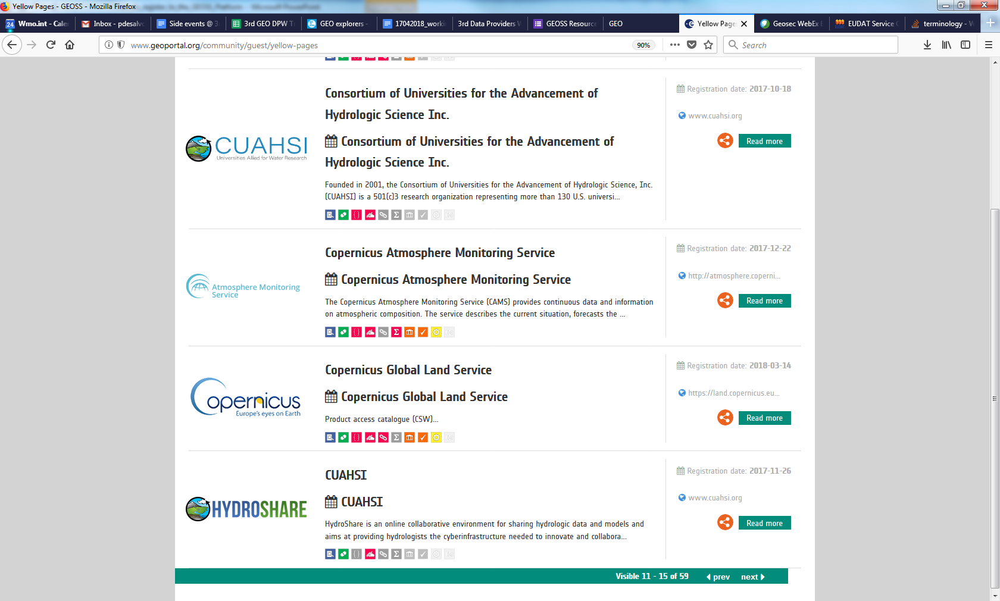 Yellow Pages - GEOSS - Mozilla Firefox
register_to_the_GEOSS_Platform - Microsoft PowerPoint
24 Wmo.int - Cale
Inbox - pdesalv
Side events @ 3
3rd GEO DPW T
GEO explorers -
17042018_worki
3rd Data Providers W
GEOSS Resourc
GEO
Yellow Page
Geosec WebEx E
EUDAT Service C
terminology - W
www.geoportal.org/community/guest/yellow-pages
90%
Search
Consortium of Universities for the Advancement of
Hydrologic Science Inc.
Registration date: 2017-10-18
www.cuahsi.org
CUAHSI
Universities Allied for Water Research
Consortium of Universities for the Advancement of
Hydrologic Science Inc.
Read more
Founded in 2001, the Consortium of Universities for the Advancement of Hydrologic Science, Inc.
(CUAHSI) is a 501(c)3 research organization representing more than 130 U.S. universi...
Copernicus Atmosphere Monitoring Service
Registration date: 2017-12-22
Atmosphere Monitoring
Service
Copernicus Atmosphere Monitoring Service
http://atmosphere.coperni...
Read more
The Copernicus Atmosphere Monitoring Service (CAMS) provides continuous data and information
on atmospheric composition. The service describes the current situation, forecasts the ...
Copernicus Global Land Service
Registration date: 2018-03-14
Copernicus
Europe's eyes on Earth
Copernicus Global Land Service
https://land.copernicus.eu...
Read more
Product access catalogue (CSW)...
CUAHSI
Registration date: 2017-11-26
HYDROSHARE
CUAHSI
www.cuahsi.org
Read more
HydroShare is an online collaborative environment for sharing hydrologic data and models and
aims at providing hydrologists the cyberinfrastructure needed to innovate and collabora...
Visible 11 - 15 of 59
prev
next